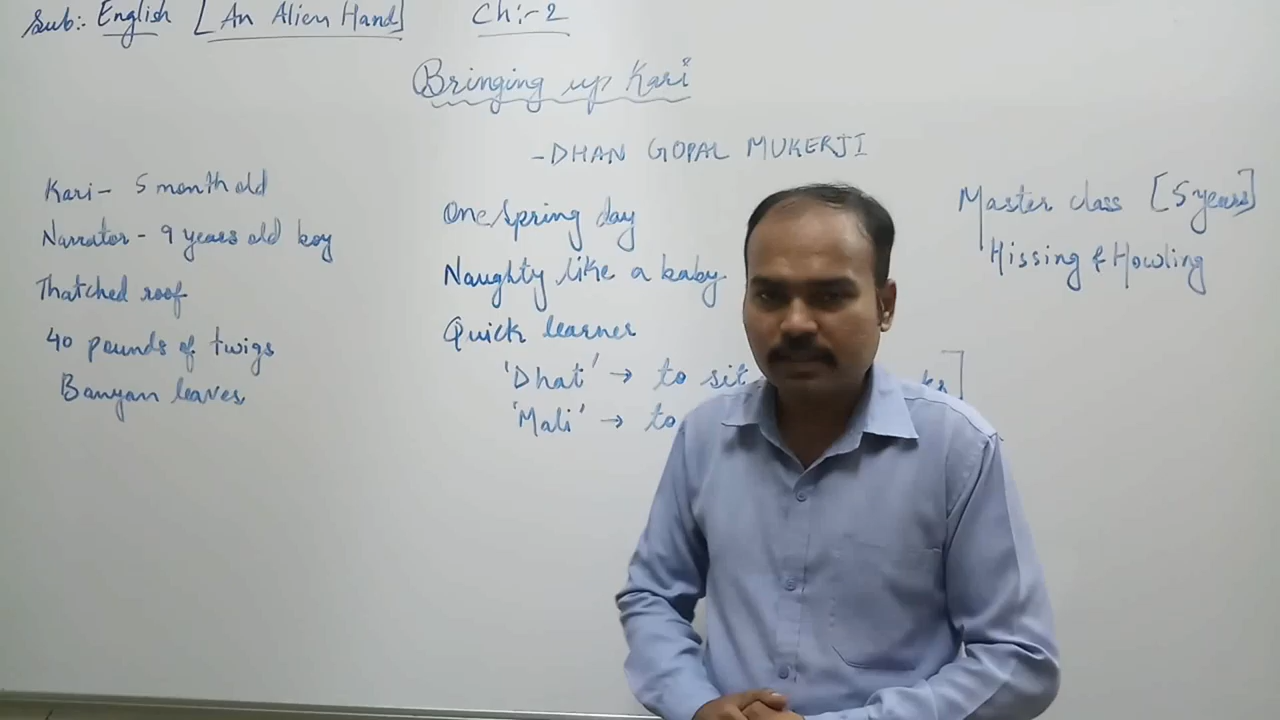 Sub:- English [An Alien Hand] Ch:-2
Bringing up Kari
-DHAN GOPAL MUKERJI
Kari- 5 month old
Narrator - 9 years old boy
Thatched roof
40 pounds of twigs
Banyan leaves
One spring day
Naughty like a baby
Quick learner
'Dhat' → to sit
'Mali' → to
Master class [5 years]
Hissing & Howling